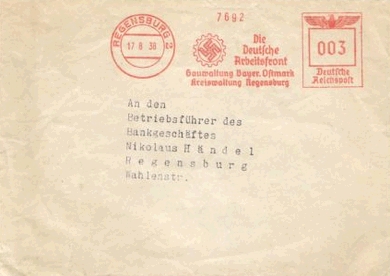 7692
REGENSBURG 2
17.8.38
Die
Deutsche
Arbeitsfront
Gauwaltung Bayer. Ostmark
Kreiswaltung Regensburg
003
Deutsche
Reichspost
An den
Betriebsführer des
Bankgeschäftes
Nikolaus Händel
Regensburg
Wahlenstr.